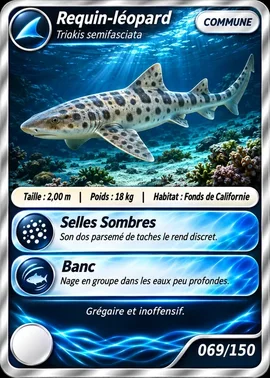 Requin-léopard
COMMUNE
Triakis semifasciata
Taille : 2,00 m | Poids : 18 kg | Habitat : Fonds de Californie
Selles Sombres
Son dos parsemé de taches le rend discret.
Banc
Nage en groupe dans les eaux peu profondes.
Grégaire et inoffensif.
069/150